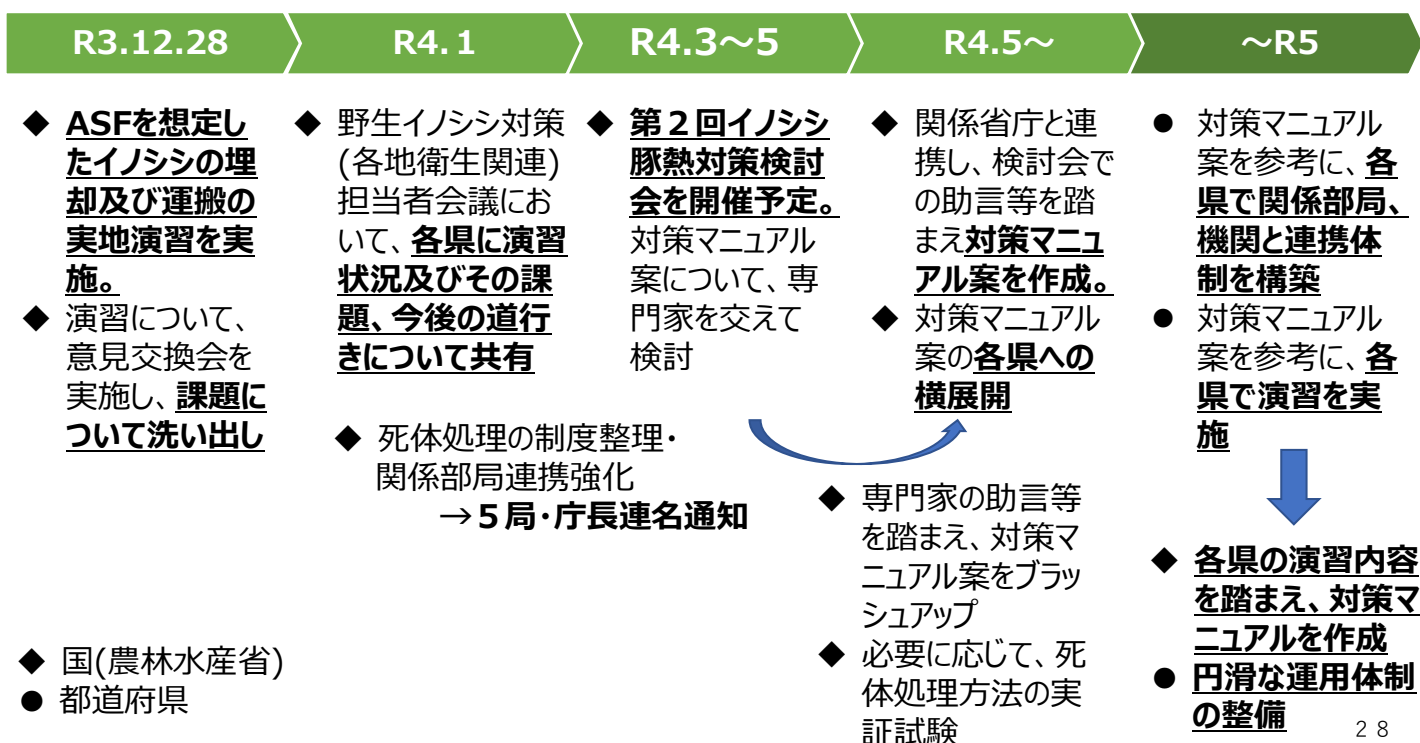 R3.12.28
R4.1
R4.3～5
R4.5～
～R5
◆ ASFを想定し
たイノシシの埋
却及び運搬の
実地演習を実
施。
◆ 演習について、
意見交換会を
実施し、課題に
ついて洗い出し
◆ 野生イノシシ対策
(各地衛生関連)
担当者会議にお
いて、各県に演習
状況及びその課
題、今後の道行
きについて共有
◆ 死体処理の制度整理・
関係部局連携強化
→５局・庁長連名通知
◆ 第２回イノシシ
豚熱対策検討
会を開催予定。
対策マニュアル
案について、専
門家を交えて
検討
◆ 関係省庁と連
携し、検討会で
の助言等を踏
まえ対策マニュ
アル案を作成。
◆ 対策マニュアル
案の各県への
横展開
◆ 専門家の助言等
を踏まえ、対策マ
ニュアル案をブラッ
シュアップ
◆ 必要に応じて、死
体処理方法の実
証試験
● 対策マニュアル
案を参考に、各
県で関係部局、
機関と連携体
制を構築
● 対策マニュアル
案を参考に、各
県で演習を実
施
◆ 各県の演習内容
を踏まえ、対策マ
ニュアルを作成
● 円滑な運用体制
の整備
◆ 国(農林水産省)
● 都道府県
２８